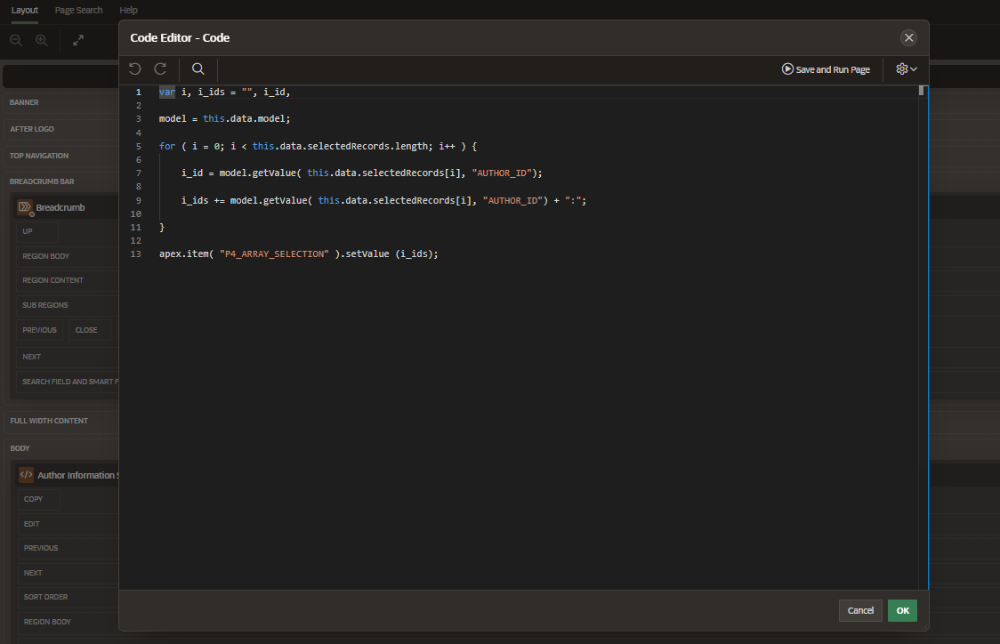 Layout Page Search Help
Code Editor - Code
Save and Run Page
BANNER
AFTER LOGO
TOP NAVIGATION
BREADCRUMB BAR
Breadcrumb
UP
REGION BODY
REGION CONTENT
SUB REGIONS
PREVIOUS CLOSE
NEXT
SEARCH FIELD AND SMART F
FULL WIDTH CONTENT
BODY
Author Information S
COPY
EDIT
PREVIOUS
NEXT
SORT ORDER
REGION BODY
1 var i, i_ids = "", i_id,
2
3 model = this.data.model;
4
5 for ( i = 0; i < this.data.selectedRecords.length; i++ ) {
6
7 i_id = model.getValue( this.data.selectedRecords[i], "AUTHOR_ID");
8
9 i_ids += model.getValue( this.data.selectedRecords[i], "AUTHOR_ID") + ":";
10
11 }
12
13 apex.item( "P4_ARRAY_SELECTION" ).setValue (i_ids);
Cancel OK